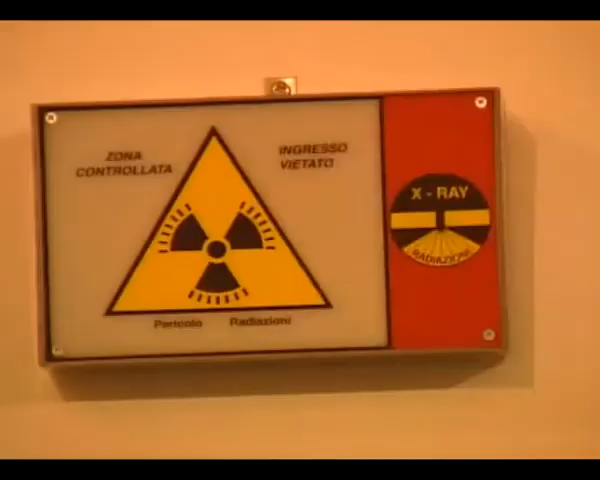 ZONA
CONTROLLATA
INGRESSO
VIETATO
Pericolo Radiazioni
X - RAY
RADIAZIONI